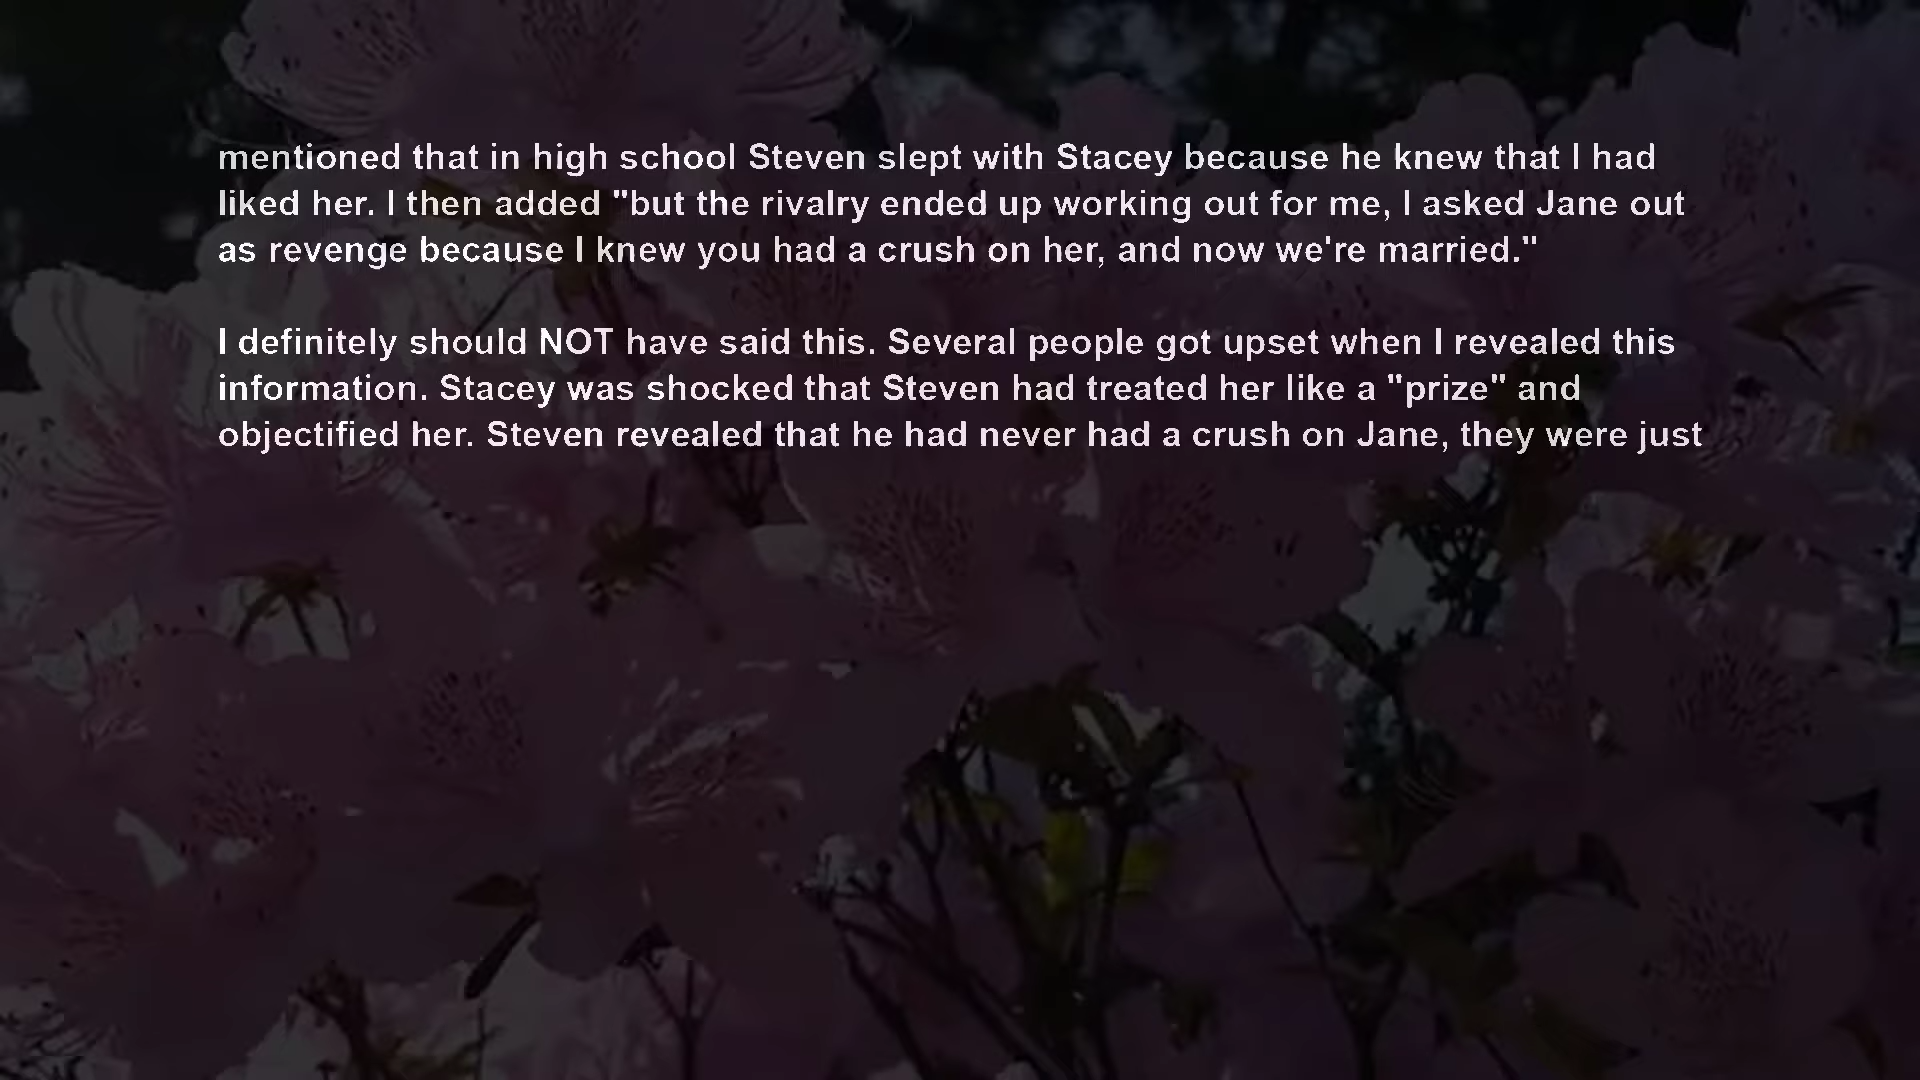 mentioned that in high school Steven slept with Stacey because he knew that I had
liked her. I then added "but the rivalry ended up working out for me, I asked Jane out
as revenge because I knew you had a crush on her, and now we're married."
I definitely should NOT have said this. Several people got upset when I revealed this
information. Stacey was shocked that Steven had treated her like a "prize" and
objectified her. Steven revealed that he had never had a crush on Jane, they were just